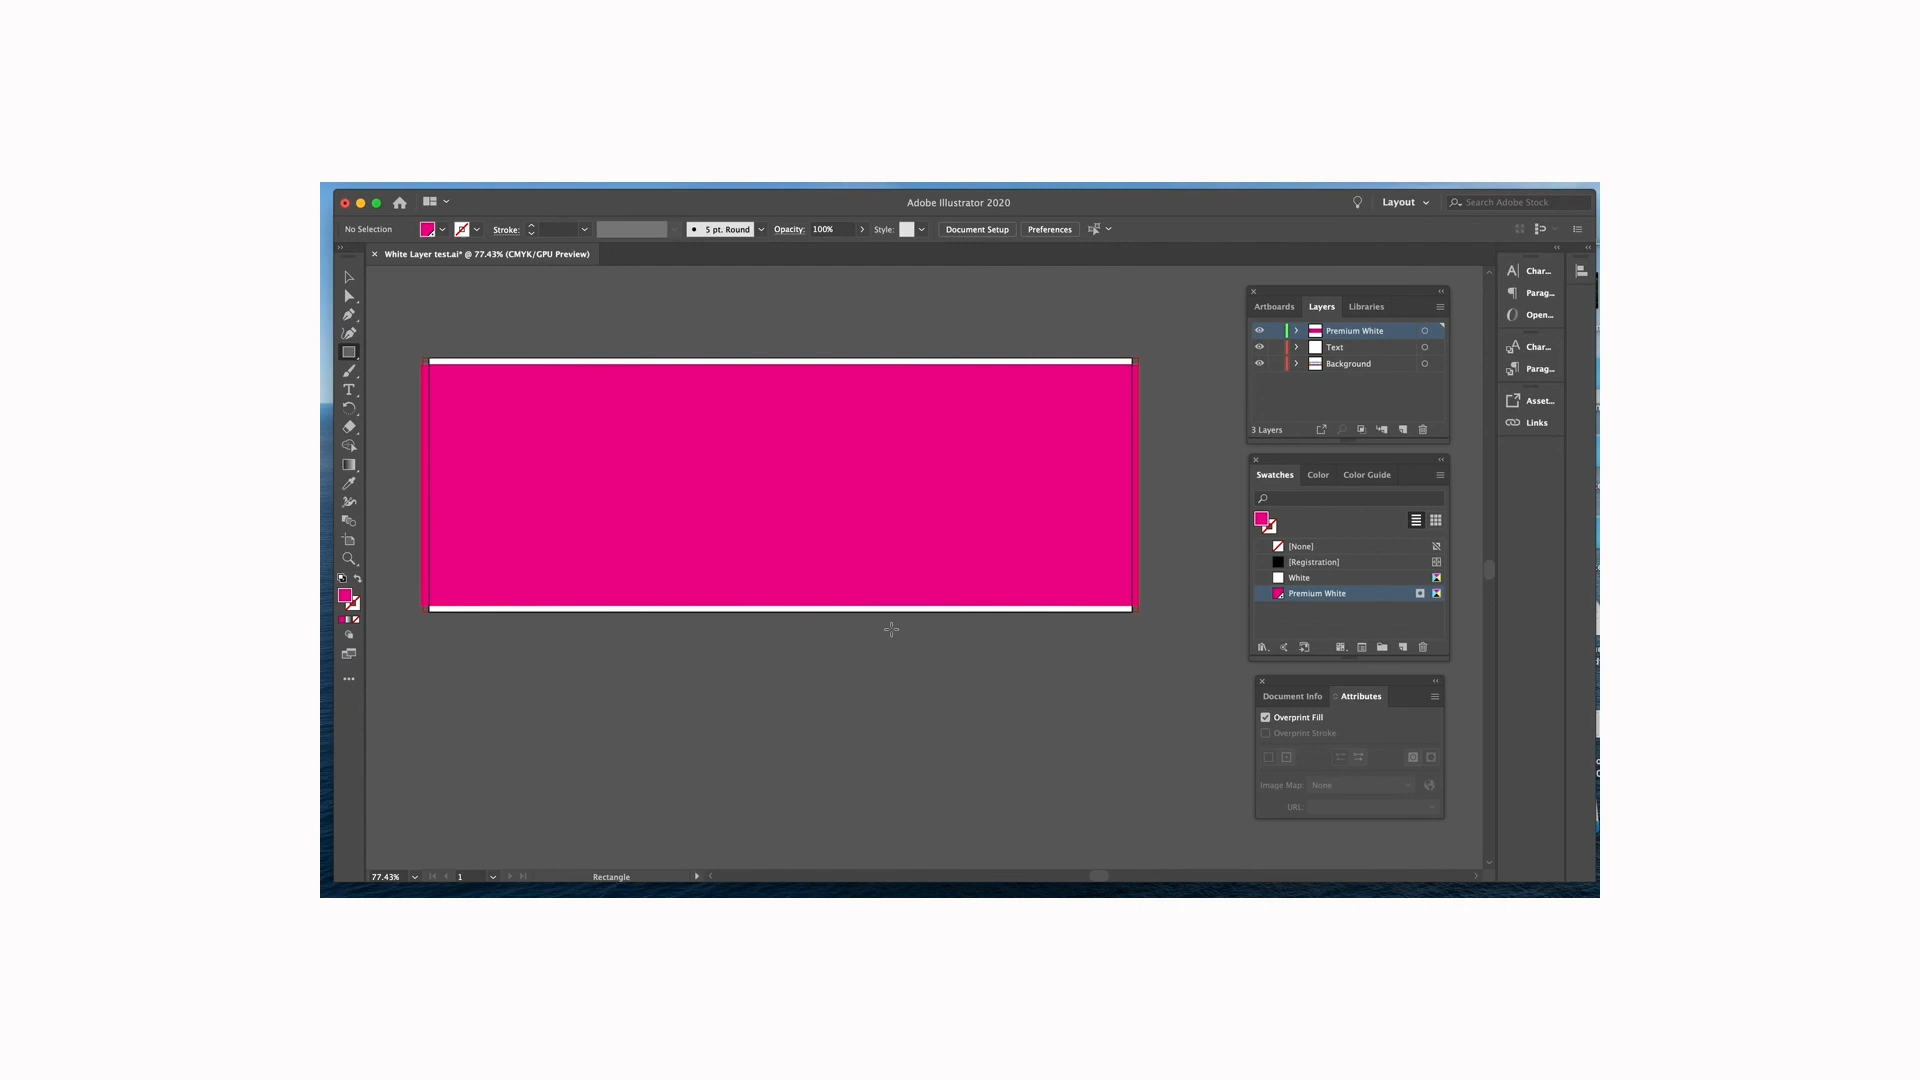 Adobe Illustrator 2020
Layout
Search Adobe Stock
No Selection
Stroke:
5 pt. Round
Opacity: 100%
Style:
Document Setup
Preferences
× White Layer test.ai* @ 77.43% (CMYK/GPU Preview)
Artboards Layers Libraries
Premium White
Text
Background
3 Layers
Swatches Color Color Guide
[None]
[Registration]
White
Premium White
Document Info Attributes
Overprint Fill
Overprint Stroke
Image Map: None
URL:
Char...
Parag...
Open...
Char...
Parag...
Asset...
Links
77.43%
1
Rectangle